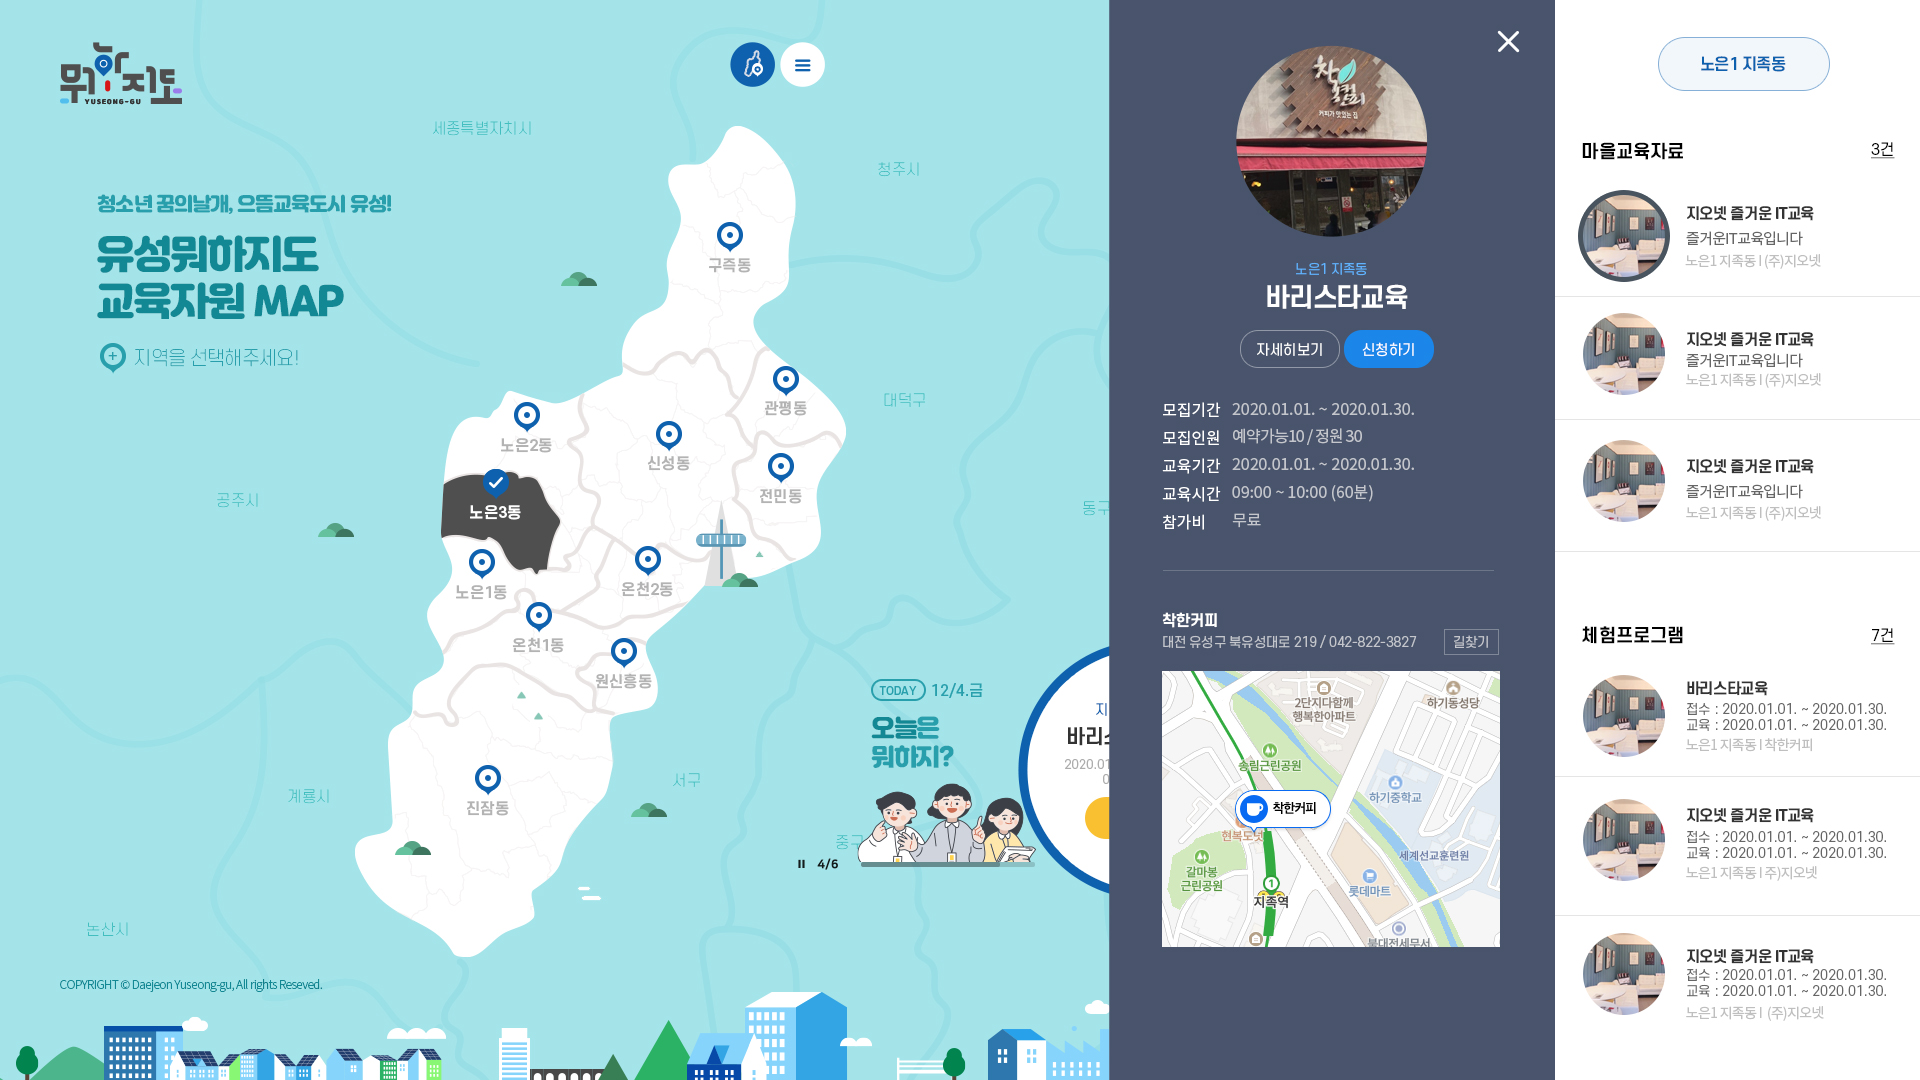 뭐하지도
YUSEONG-GU
청소년 꿈의날개, 으뜸교육도시 유성!
유성뭐하지도
교육자원 MAP
지역을 선택해주세요!
세종특별자치시
청주시
구즉동
관평동
대덕구
노은2동
신성동
전민동
공주시
노은3동
동구
노은1동
온천2동
온천1동
원신흥동
진잠동
계룡시
서구
중구
논산시
TODAY 12/4.금
오늘은
뭐하지?
4/6
지
바리스
2020.01
0
COPYRIGHT © Daejeon Yuseong-gu, All rights Reseved.
착한커피
커피가 맛있는 집
노은1 지족동
바리스타교육
자세히보기
신청하기
모집기간 2020.01.01. ~ 2020.01.30.
모집인원 예약가능10 / 정원 30
교육기간 2020.01.01. ~ 2020.01.30.
교육시간 09:00 ~ 10:00 (60분)
참가비 무료
착한커피
대전 유성구 북유성대로 219 / 042-822-3827
길찾기
2단지다함께
행복한아파트
하기동성당
송림근린공원
하기중학교
착한커피
현복도넛
세계선교훈련원
갈마봉
근린공원
1
지족역
롯데마트
북대전세무서
노은1 지족동
마을교육자료 3건
지오넷 즐거운 IT교육
즐거운IT교육입니다
노은1 지족동 I (주)지오넷
지오넷 즐거운 IT교육
즐거운IT교육입니다
노은1 지족동 I (주)지오넷
지오넷 즐거운 IT교육
즐거운IT교육입니다
노은1 지족동 I (주)지오넷
체험프로그램 7건
바리스타교육
접수 : 2020.01.01. ~ 2020.01.30.
교육 : 2020.01.01. ~ 2020.01.30.
노은1 지족동 I 착한커피
지오넷 즐거운 IT교육
접수 : 2020.01.01. ~ 2020.01.30.
교육 : 2020.01.01. ~ 2020.01.30.
노은1 지족동 I 주)지오넷
지오넷 즐거운 IT교육
접수 : 2020.01.01. ~ 2020.01.30.
교육 : 2020.01.01. ~ 2020.01.30.
노은1 지족동 I (주)지오넷